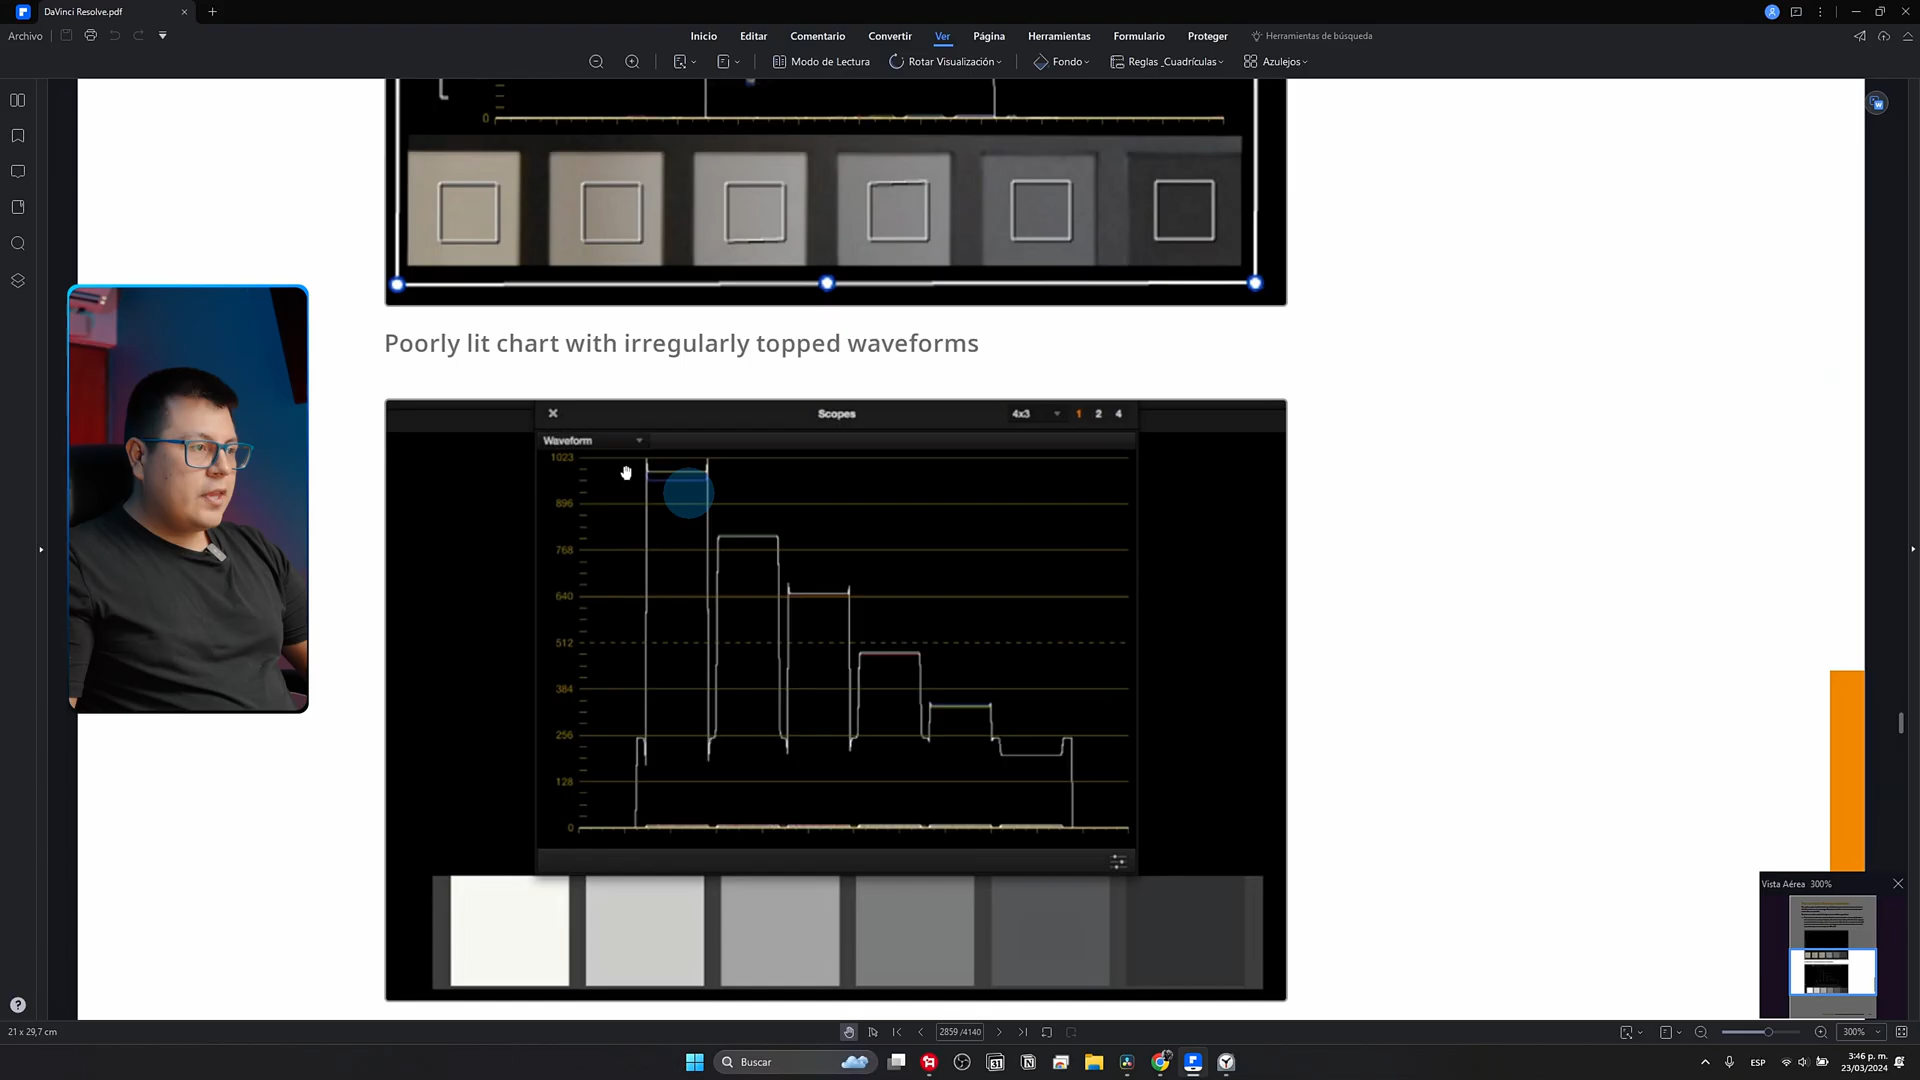 DaVinci Resolve.pdf
Archivo
Inicio Editar Comentario Convertir Ver Página Herramientas Formulario Proteger Herramientas de búsqueda
Modo de Lectura Rotar Visualización Fondo Reglas _Cuadrículas Azulejos
0
Poorly lit chart with irregularly topped waveforms
Scopes 4x3 1 2 4
Waveform
1023
896
768
640
512
384
256
128
0
Vista Aérea 300%
21 x 29,7 cm 2859 /4140 300%
Buscar 31 ESP 3:46 p. m.
23/03/2024